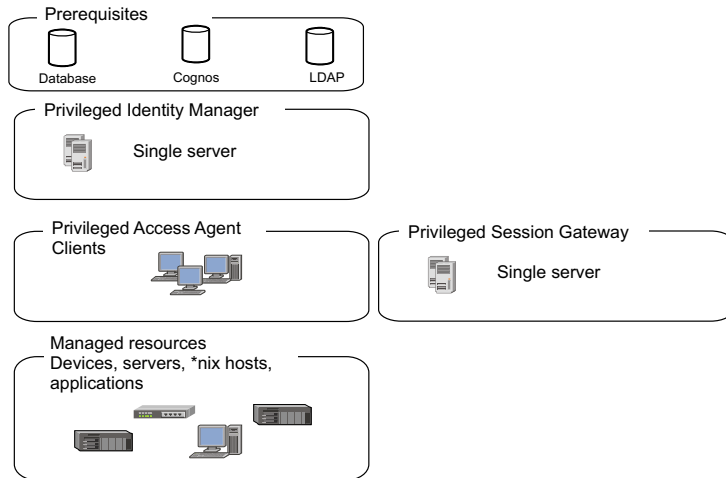 Prerequisites
Database
Cognos
LDAP
Privileged Identity Manager
Single server
Privileged Access Agent
Clients
Privileged Session Gateway
Single server
Managed resources
Devices, servers, *nix hosts,
applications